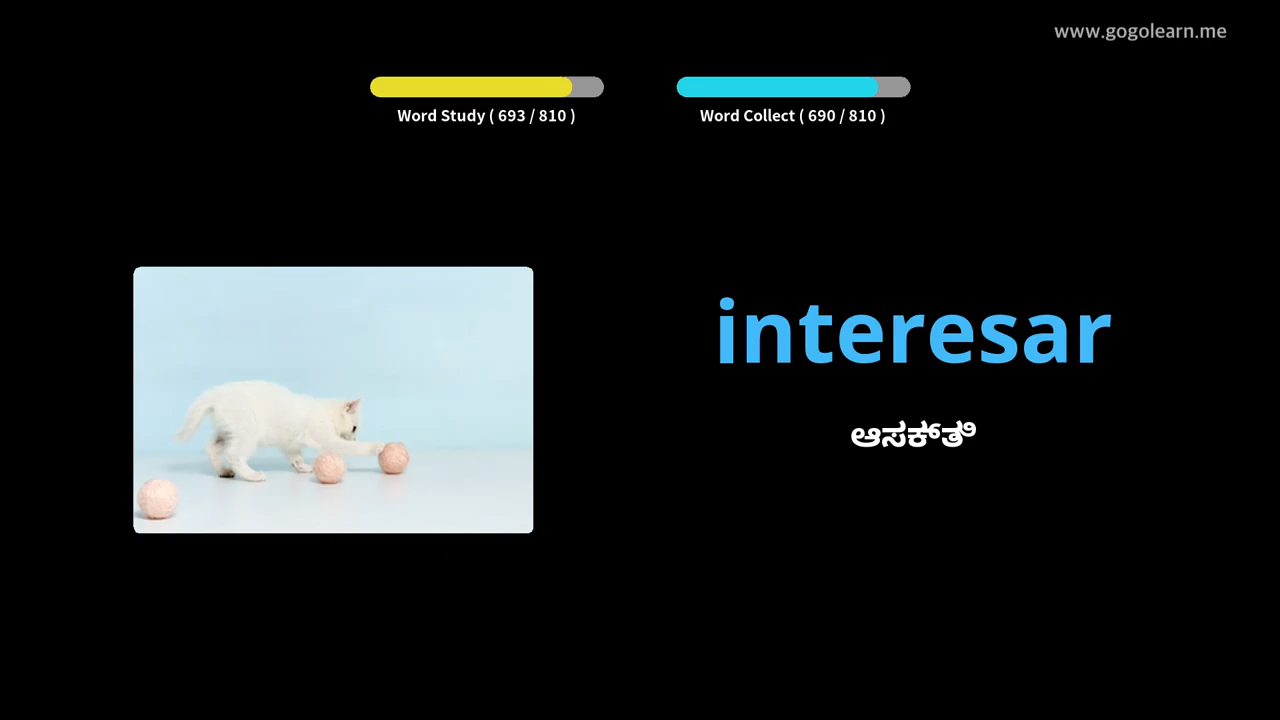 www.gogolearn.me
Word Study ( 693 / 810 )
Word Collect ( 690 / 810 )
interesar
ಆಸಕ್ತಿ